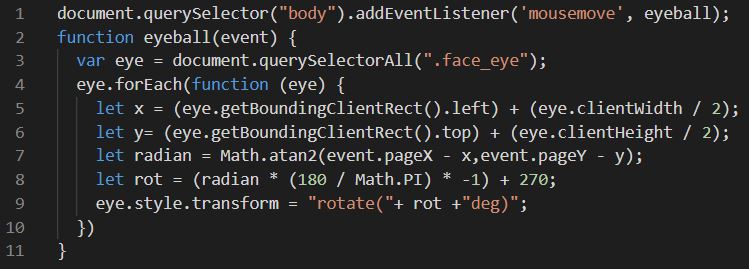 1 document.querySelector("body").addEventListener('mousemove', eyeball);
2 function eyeball(event) {
3   var eye = document.querySelectorAll(".face_eye");
4   eye.forEach(function (eye) {
5     let x = (eye.getBoundingClientRect().left) + (eye.clientWidth / 2);
6     let y= (eye.getBoundingClientRect().top) + (eye.clientHeight / 2);
7     let radian = Math.atan2(event.pageX - x,event.pageY - y);
8     let rot = (radian * (180 / Math.PI) * -1) + 270;
9     eye.style.transform = "rotate("+ rot +"deg)";
10   })
11 }